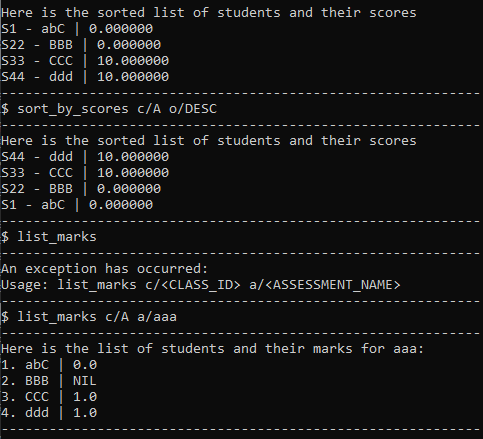 Here is the sorted list of students and their scores
S1 - abC | 0.000000
S22 - BBB | 0.000000
S33 - CCC | 10.000000
S44 - ddd | 10.000000
------------------------------------------------------------
$ sort_by_scores c/A o/DESC
------------------------------------------------------------
Here is the sorted list of students and their scores
S44 - ddd | 10.000000
S33 - CCC | 10.000000
S22 - BBB | 0.000000
S1 - abC | 0.000000
------------------------------------------------------------
$ list_marks
------------------------------------------------------------
An exception has occurred:
Usage: list_marks c/<CLASS_ID> a/<ASSESSMENT_NAME>
------------------------------------------------------------
$ list_marks c/A a/aaa
------------------------------------------------------------
Here is the list of students and their marks for aaa:
1. abC | 0.0
2. BBB | NIL
3. CCC | 1.0
4. ddd | 1.0
------------------------------------------------------------